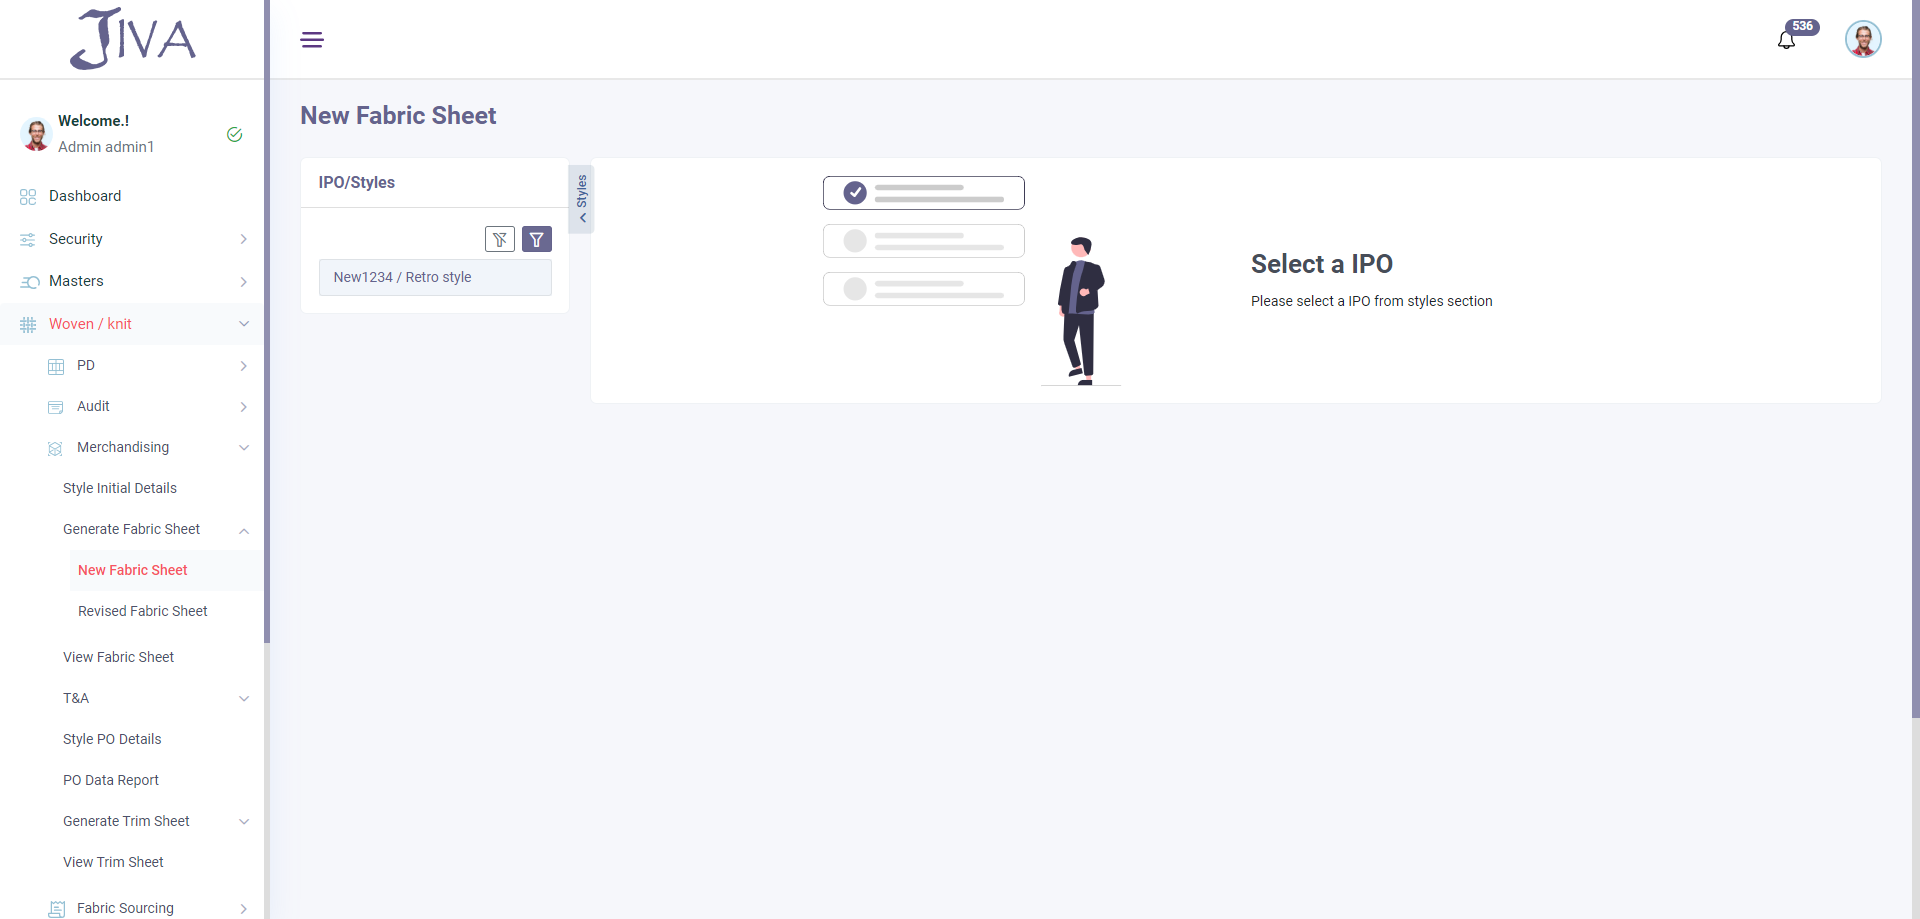 JIVA
536
Welcome.!
Admin admin1
Dashboard
Security
Masters
Woven / knit
PD
Audit
Merchandising
Style Initial Details
Generate Fabric Sheet
New Fabric Sheet
Revised Fabric Sheet
View Fabric Sheet
T&A
Style PO Details
PO Data Report
Generate Trim Sheet
View Trim Sheet
Fabric Sourcing
New Fabric Sheet
IPO/Styles
Styles
New1234 / Retro style
Select a IPO
Please select a IPO from styles section